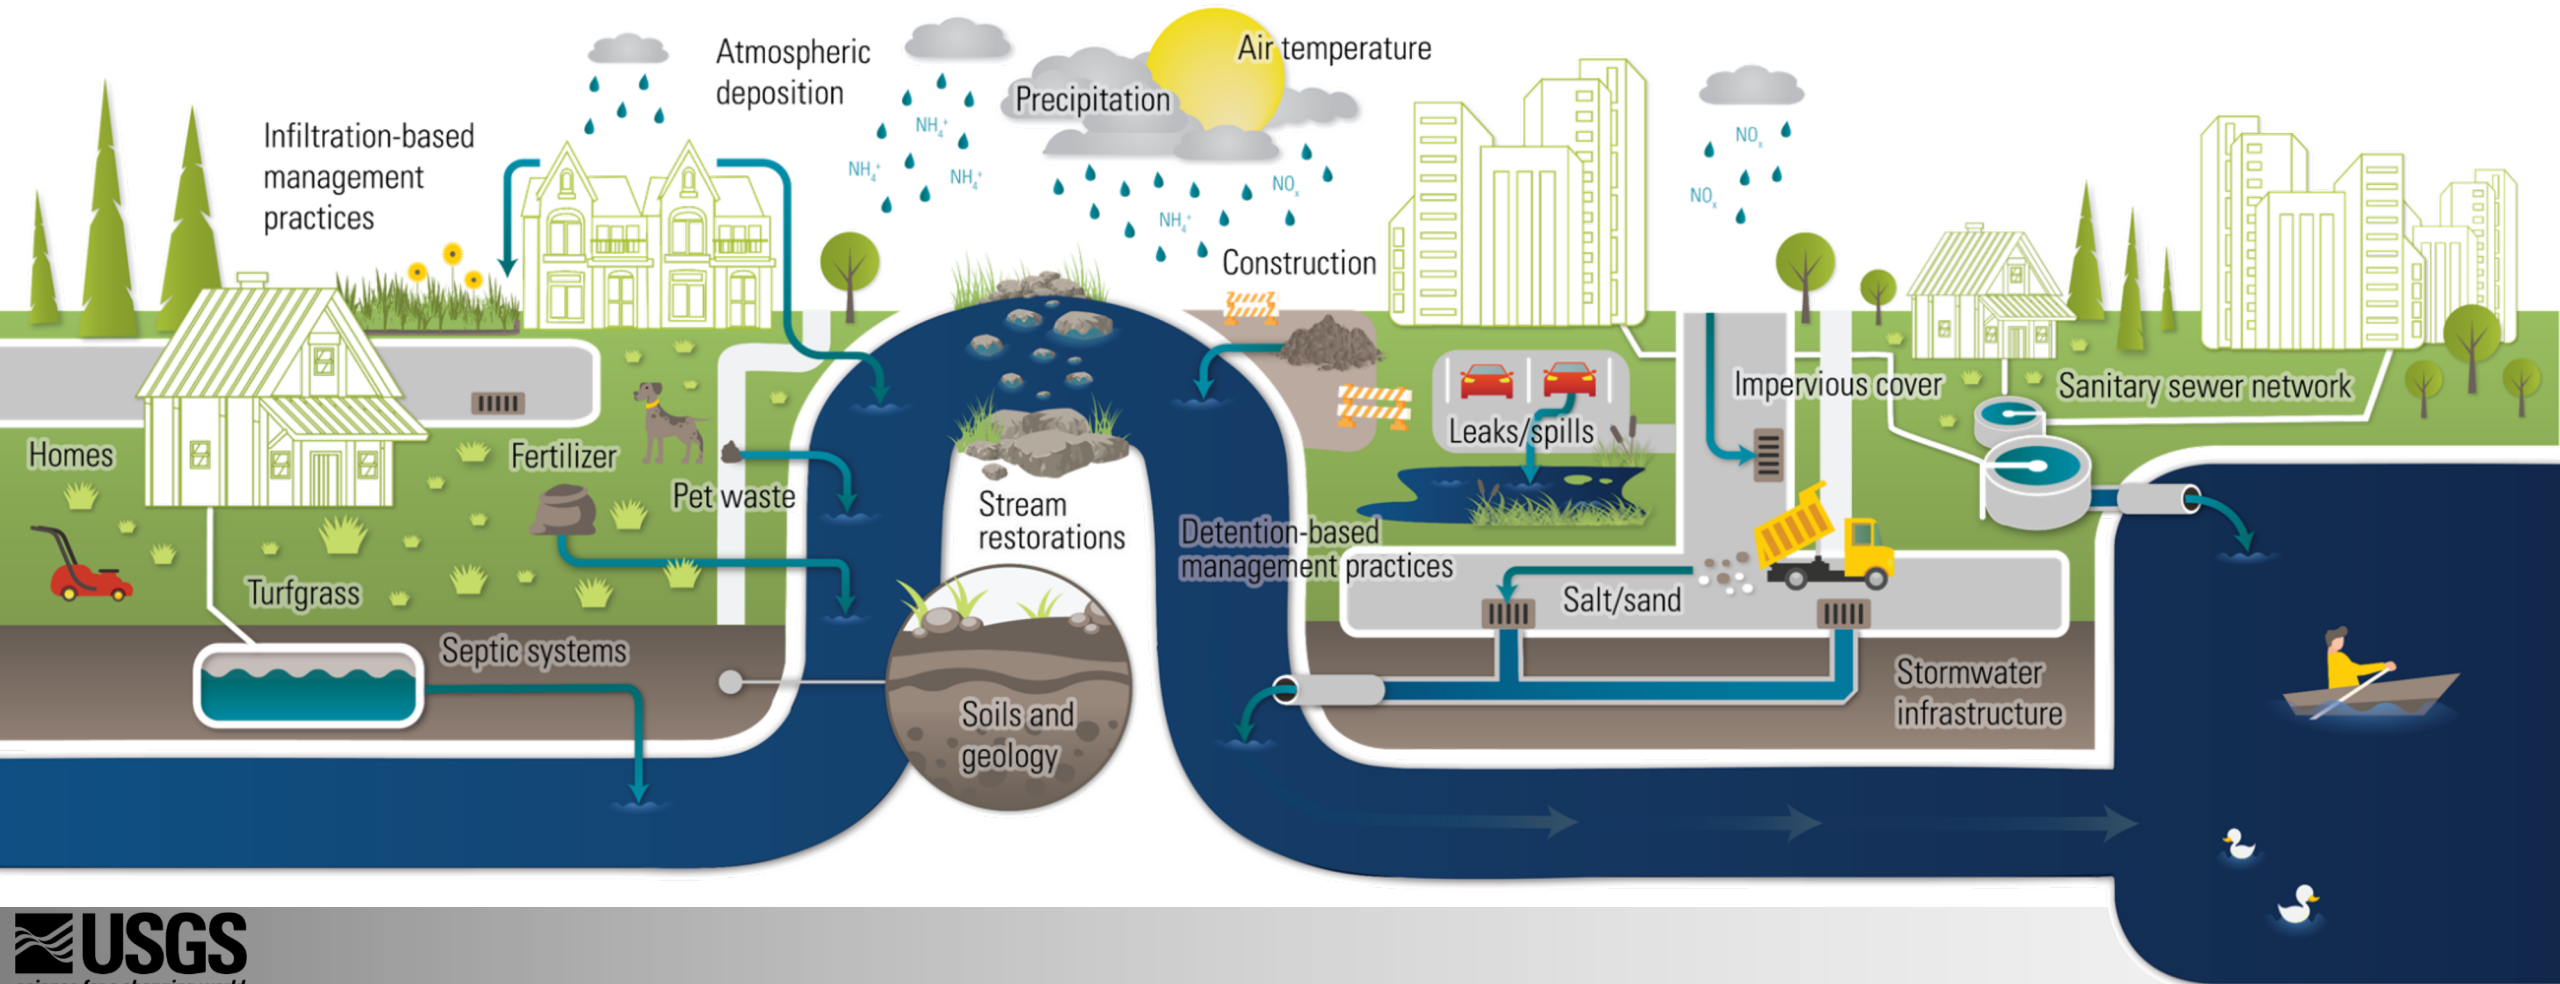 Atmospheric
deposition
Precipitation
Air temperature
Infiltration-based
management
practices
NH4+
NH4+
NH4+
NH4+
NOx
NOx
NOx
Construction
Impervious cover
Sanitary sewer network
Leaks/spills
Homes
Fertilizer
Pet waste
Stream
restorations
Detention-based
management practices
Turfgrass
Salt/sand
Septic systems
Soils and
geology
Stormwater
infrastructure
USGS